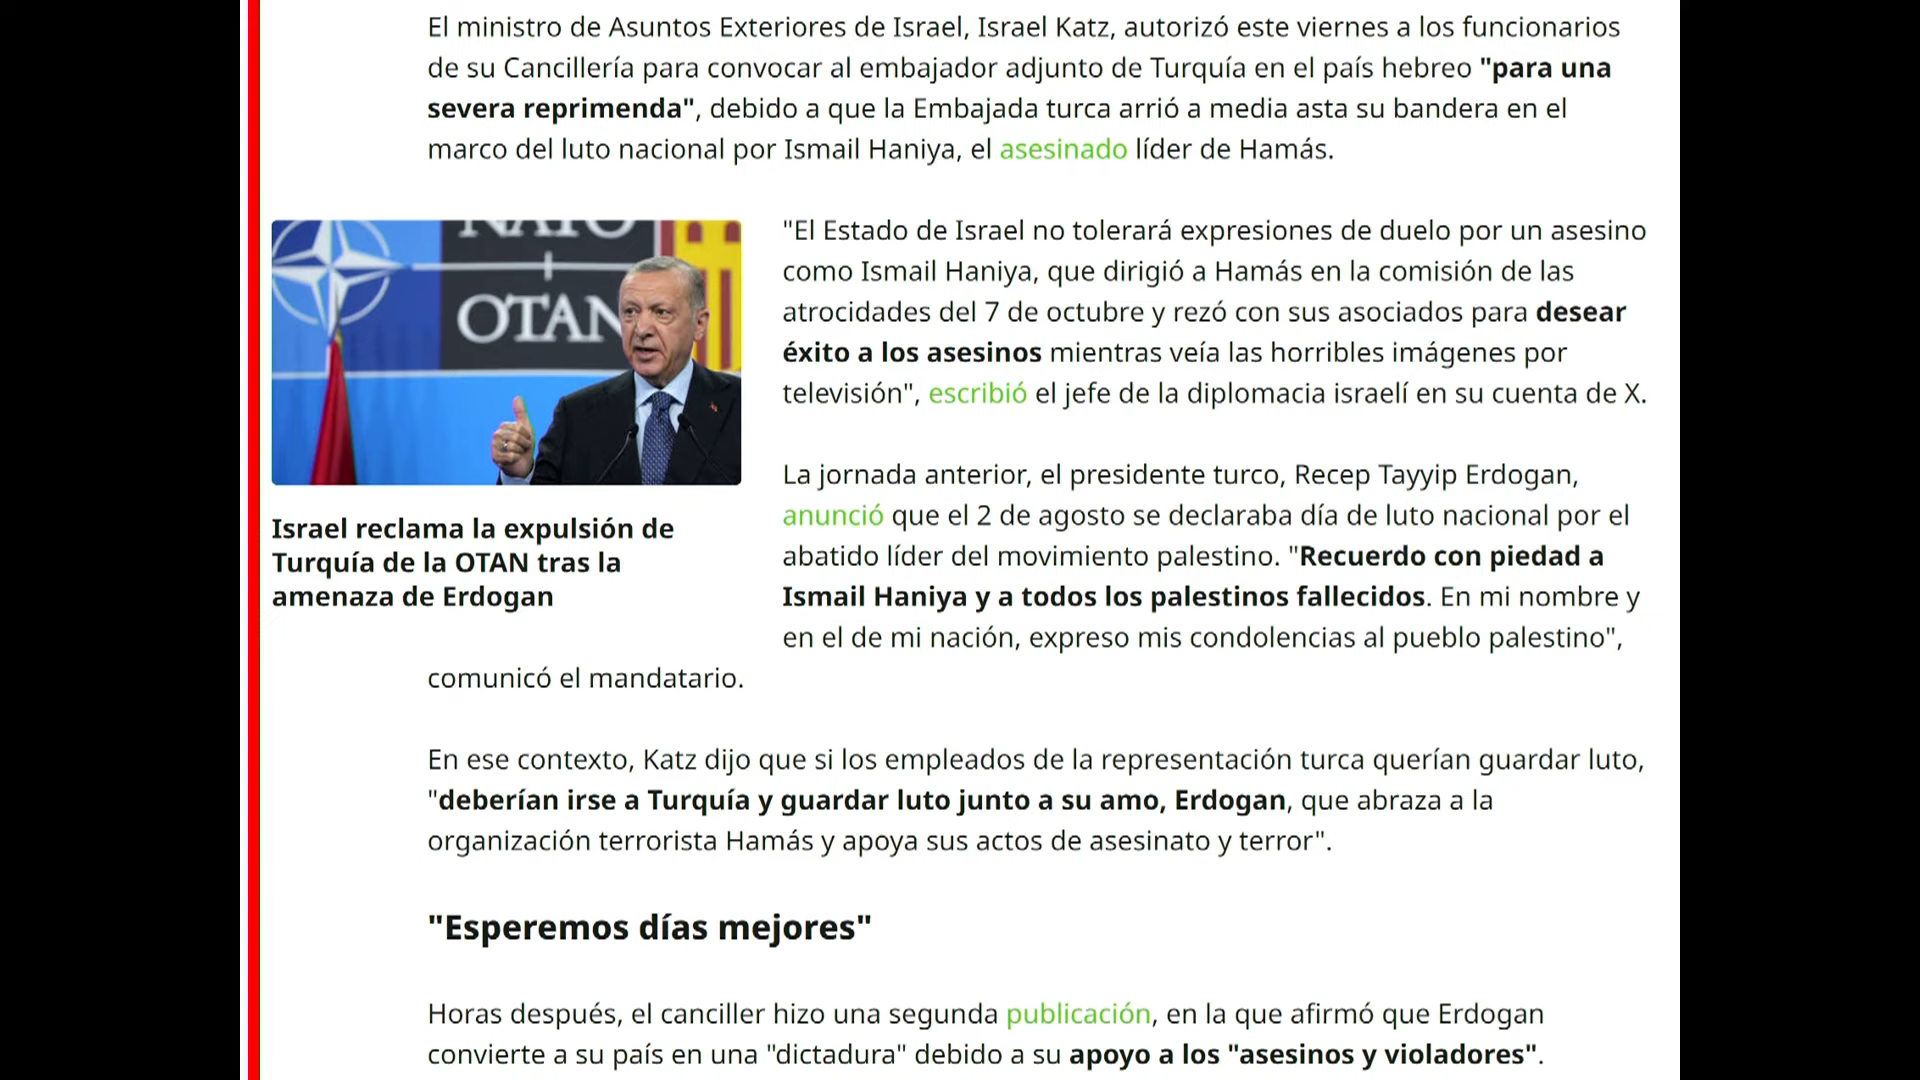 El ministro de Asuntos Exteriores de Israel, Israel Katz, autorizó este viernes a los funcionarios
de su Cancillería para convocar al embajador adjunto de Turquía en el país hebreo "para una
severa reprimenda", debido a que la Embajada turca arrió a media asta su bandera en el
marco del luto nacional por Ismail Haniya, el asesinado líder de Hamás.
NATO
OTAN
Israel reclama la expulsión de
Turquía de la OTAN tras la
amenaza de Erdogan
"El Estado de Israel no tolerará expresiones de duelo por un asesino
como Ismail Haniya, que dirigió a Hamás en la comisión de las
atrocidades del 7 de octubre y rezó con sus asociados para desear
éxito a los asesinos mientras veía las horribles imágenes por
televisión", escribió el jefe de la diplomacia israelí en su cuenta de X.
La jornada anterior, el presidente turco, Recep Tayyip Erdogan,
anunció que el 2 de agosto se declaraba día de luto nacional por el
abatido líder del movimiento palestino. "Recuerdo con piedad a
Ismail Haniya y a todos los palestinos fallecidos. En mi nombre y
en el de mi nación, expreso mis condolencias al pueblo palestino",
comunicó el mandatario.
En ese contexto, Katz dijo que si los empleados de la representación turca querían guardar luto,
"deberían irse a Turquía y guardar luto junto a su amo, Erdogan, que abraza a la
organización terrorista Hamás y apoya sus actos de asesinato y terror".
"Esperemos días mejores"
Horas después, el canciller hizo una segunda publicación, en la que afirmó que Erdogan
convierte a su país en una "dictadura" debido a su apoyo a los "asesinos y violadores".